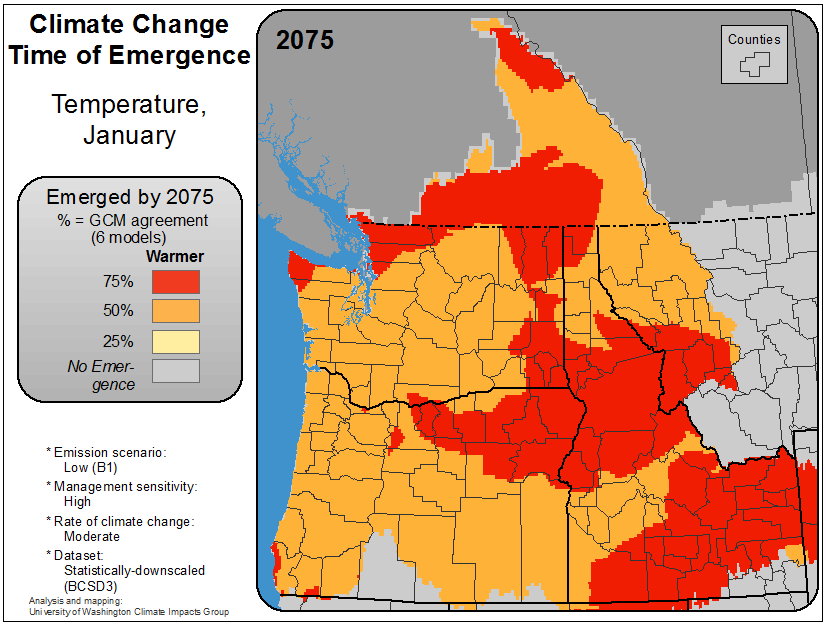 Climate Change
Time of Emergence
Temperature,
January
Emerged by 2075
% = GCM agreement
(6 models)
Warmer
75%
50%
25%
No Emer-
gence
* Emission scenario:
Low (B1)
* Management sensitivity:
High
* Rate of climate change:
Moderate
* Dataset:
Statistically-downscaled
(BCSD3)
Analysis and mapping:
University of Washington Climate Impacts Group
2075
Counties